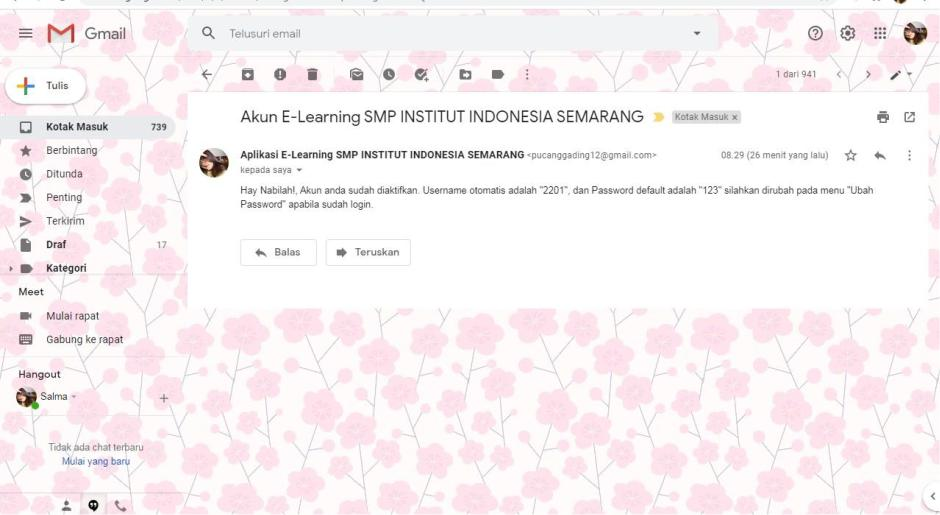 Gmail
Telusuri email
Tulis
1 dari 941
Kotak Masuk 739
Berbintang
Ditunda
Penting
Terkirim
Draf 17
Kategori
Meet
Mulai rapat
Gabung ke rapat
Hangout
Salma
Tidak ada chat terbaru
Mulai yang baru
Akun E-Learning SMP INSTITUT INDONESIA SEMARANG Kotak Masuk x
Aplikasi E-Learning SMP INSTITUT INDONESIA SEMARANG <pucanggading12@gmail.com> 08.29 (26 menit yang lalu)
kepada saya
Hay Nabilah!, Akun anda sudah diaktifkan. Username otomatis adalah "2201", dan Password default adalah "123" silahkan dirubah pada menu "Ubah
Password" apabila sudah login.
Balas Teruskan